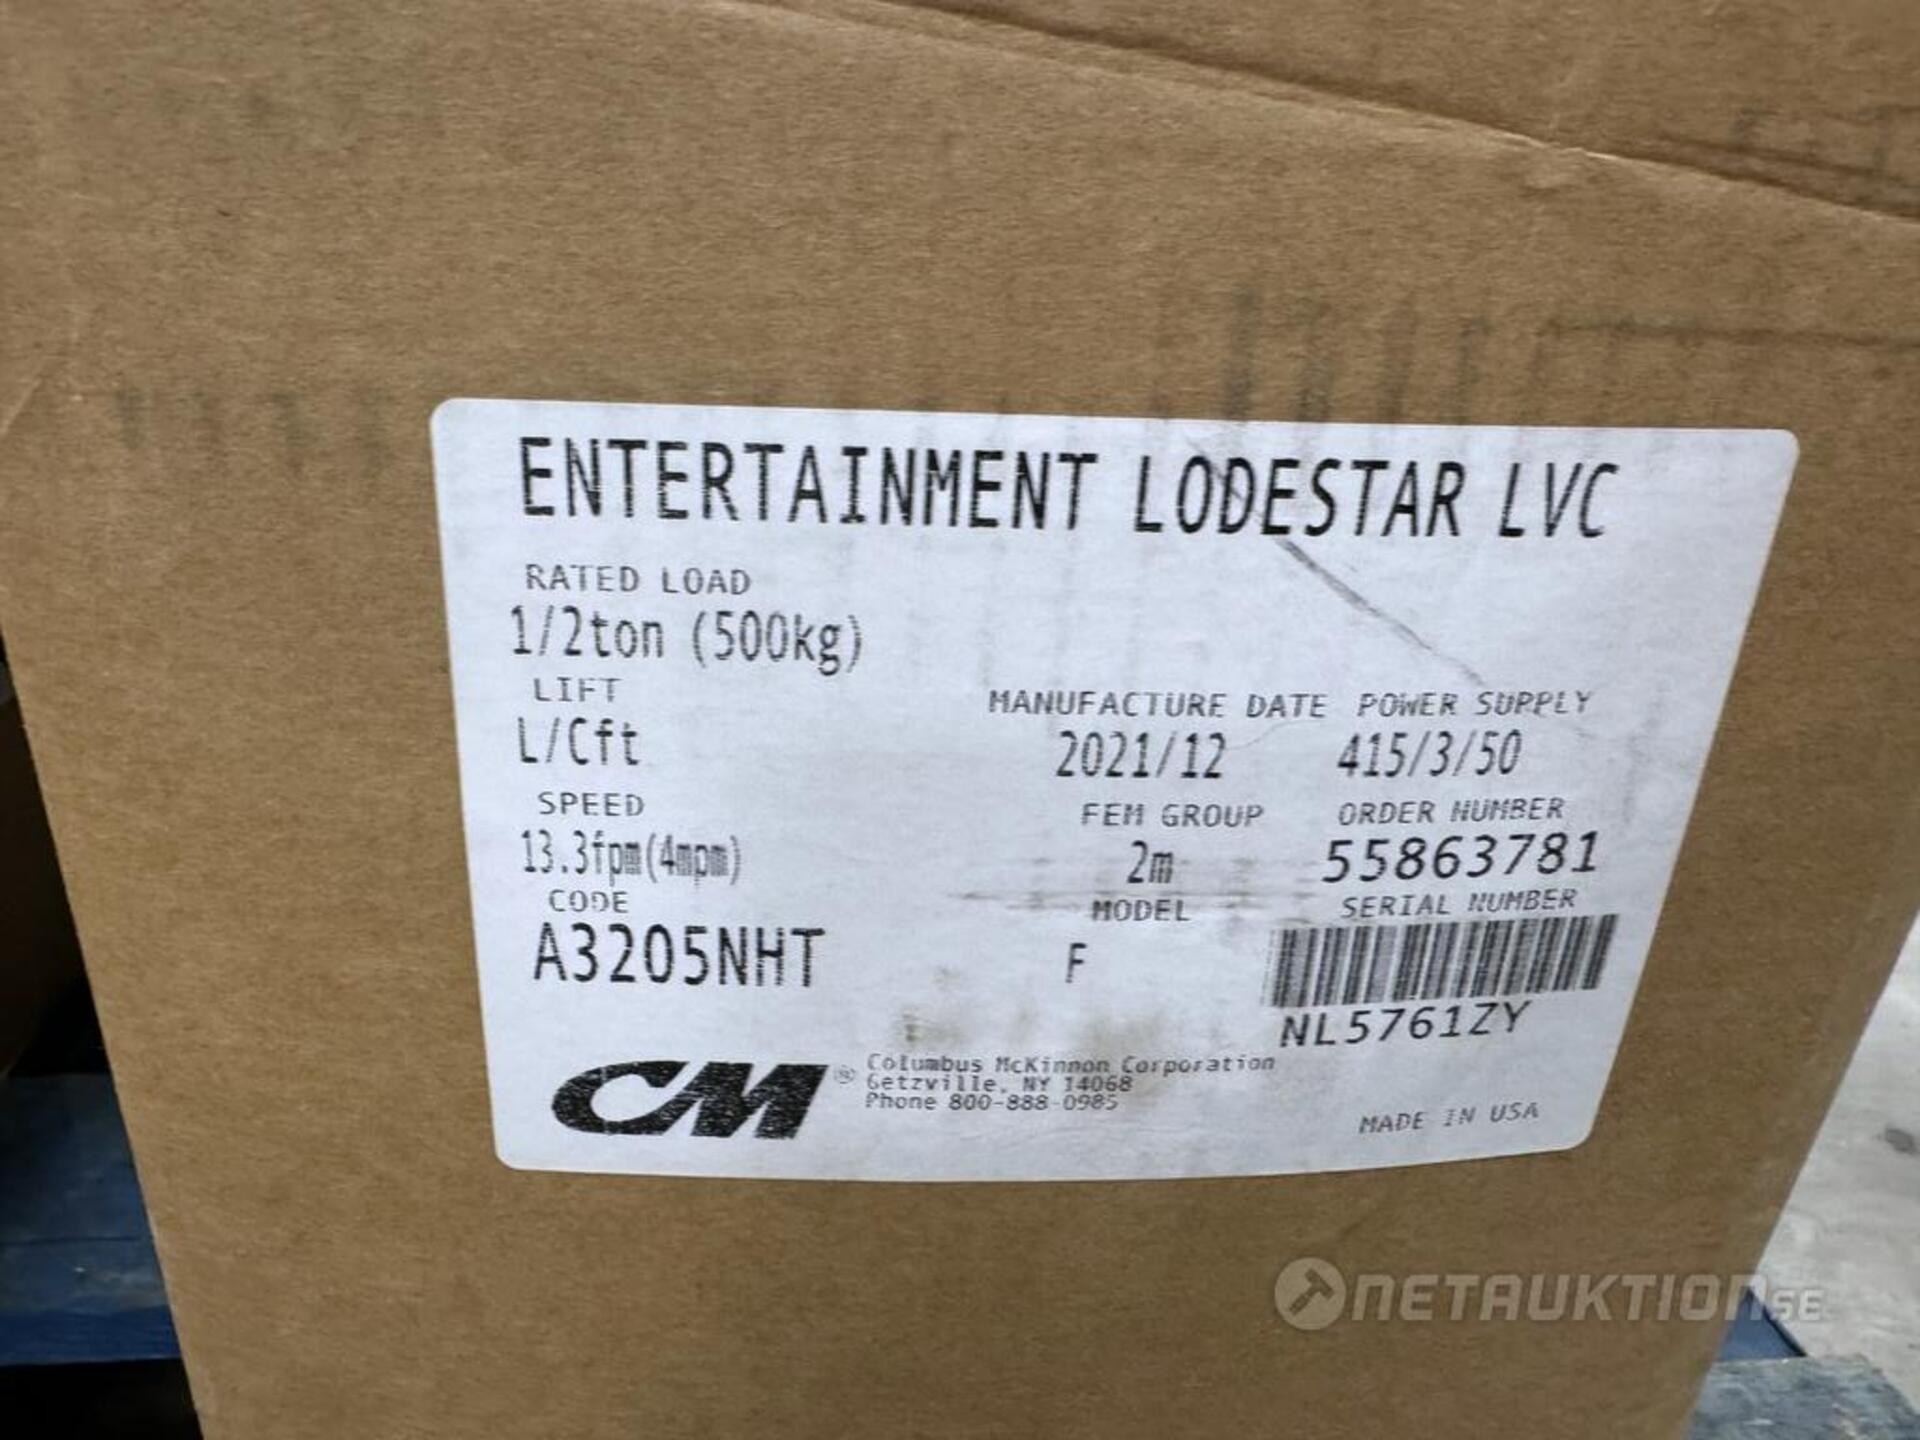 ENTERTAINMENT LODESTAR LVC
RATED LOAD
1/2ton (500kg)
LIFT
L/Cft
MANUFACTURE DATE POWER SUPPLY
2021/12 415/3/50
SPEED
13.3fpm(4mpm)
FEM GROUP ORDER NUMBER
2m 55863781
CODE
A3205NHT
MODEL SERIAL NUMBER
F
NL5761ZY
CM®
Columbus McKinnon Corporation
Getzville, NY 14068
Phone 800-888-0985
MADE IN USA
NETAUKTION.SE